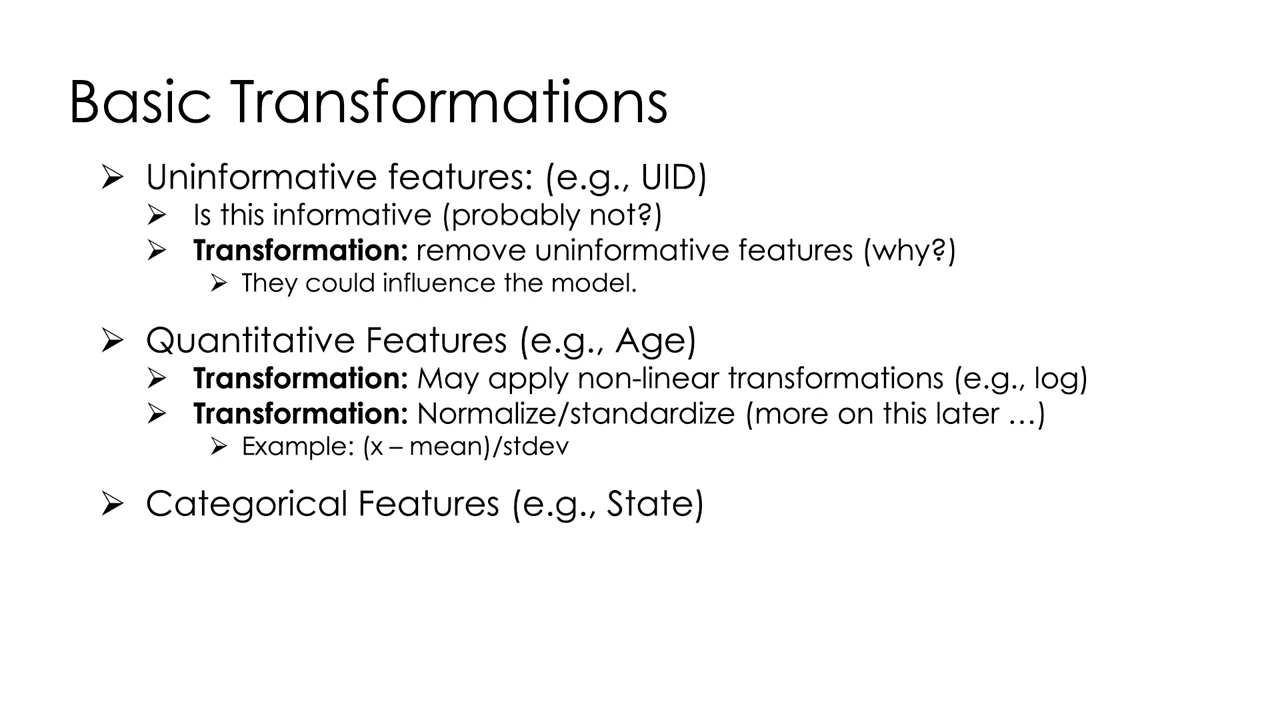 Basic Transformations
➢ Uninformative features: (e.g., UID)
➢ Is this informative (probably not?)
➢ Transformation: remove uninformative features (why?)
➢ They could influence the model.
➢ Quantitative Features (e.g., Age)
➢ Transformation: May apply non-linear transformations (e.g., log)
➢ Transformation: Normalize/standardize (more on this later …)
➢ Example: (x – mean)/stdev
➢ Categorical Features (e.g., State)